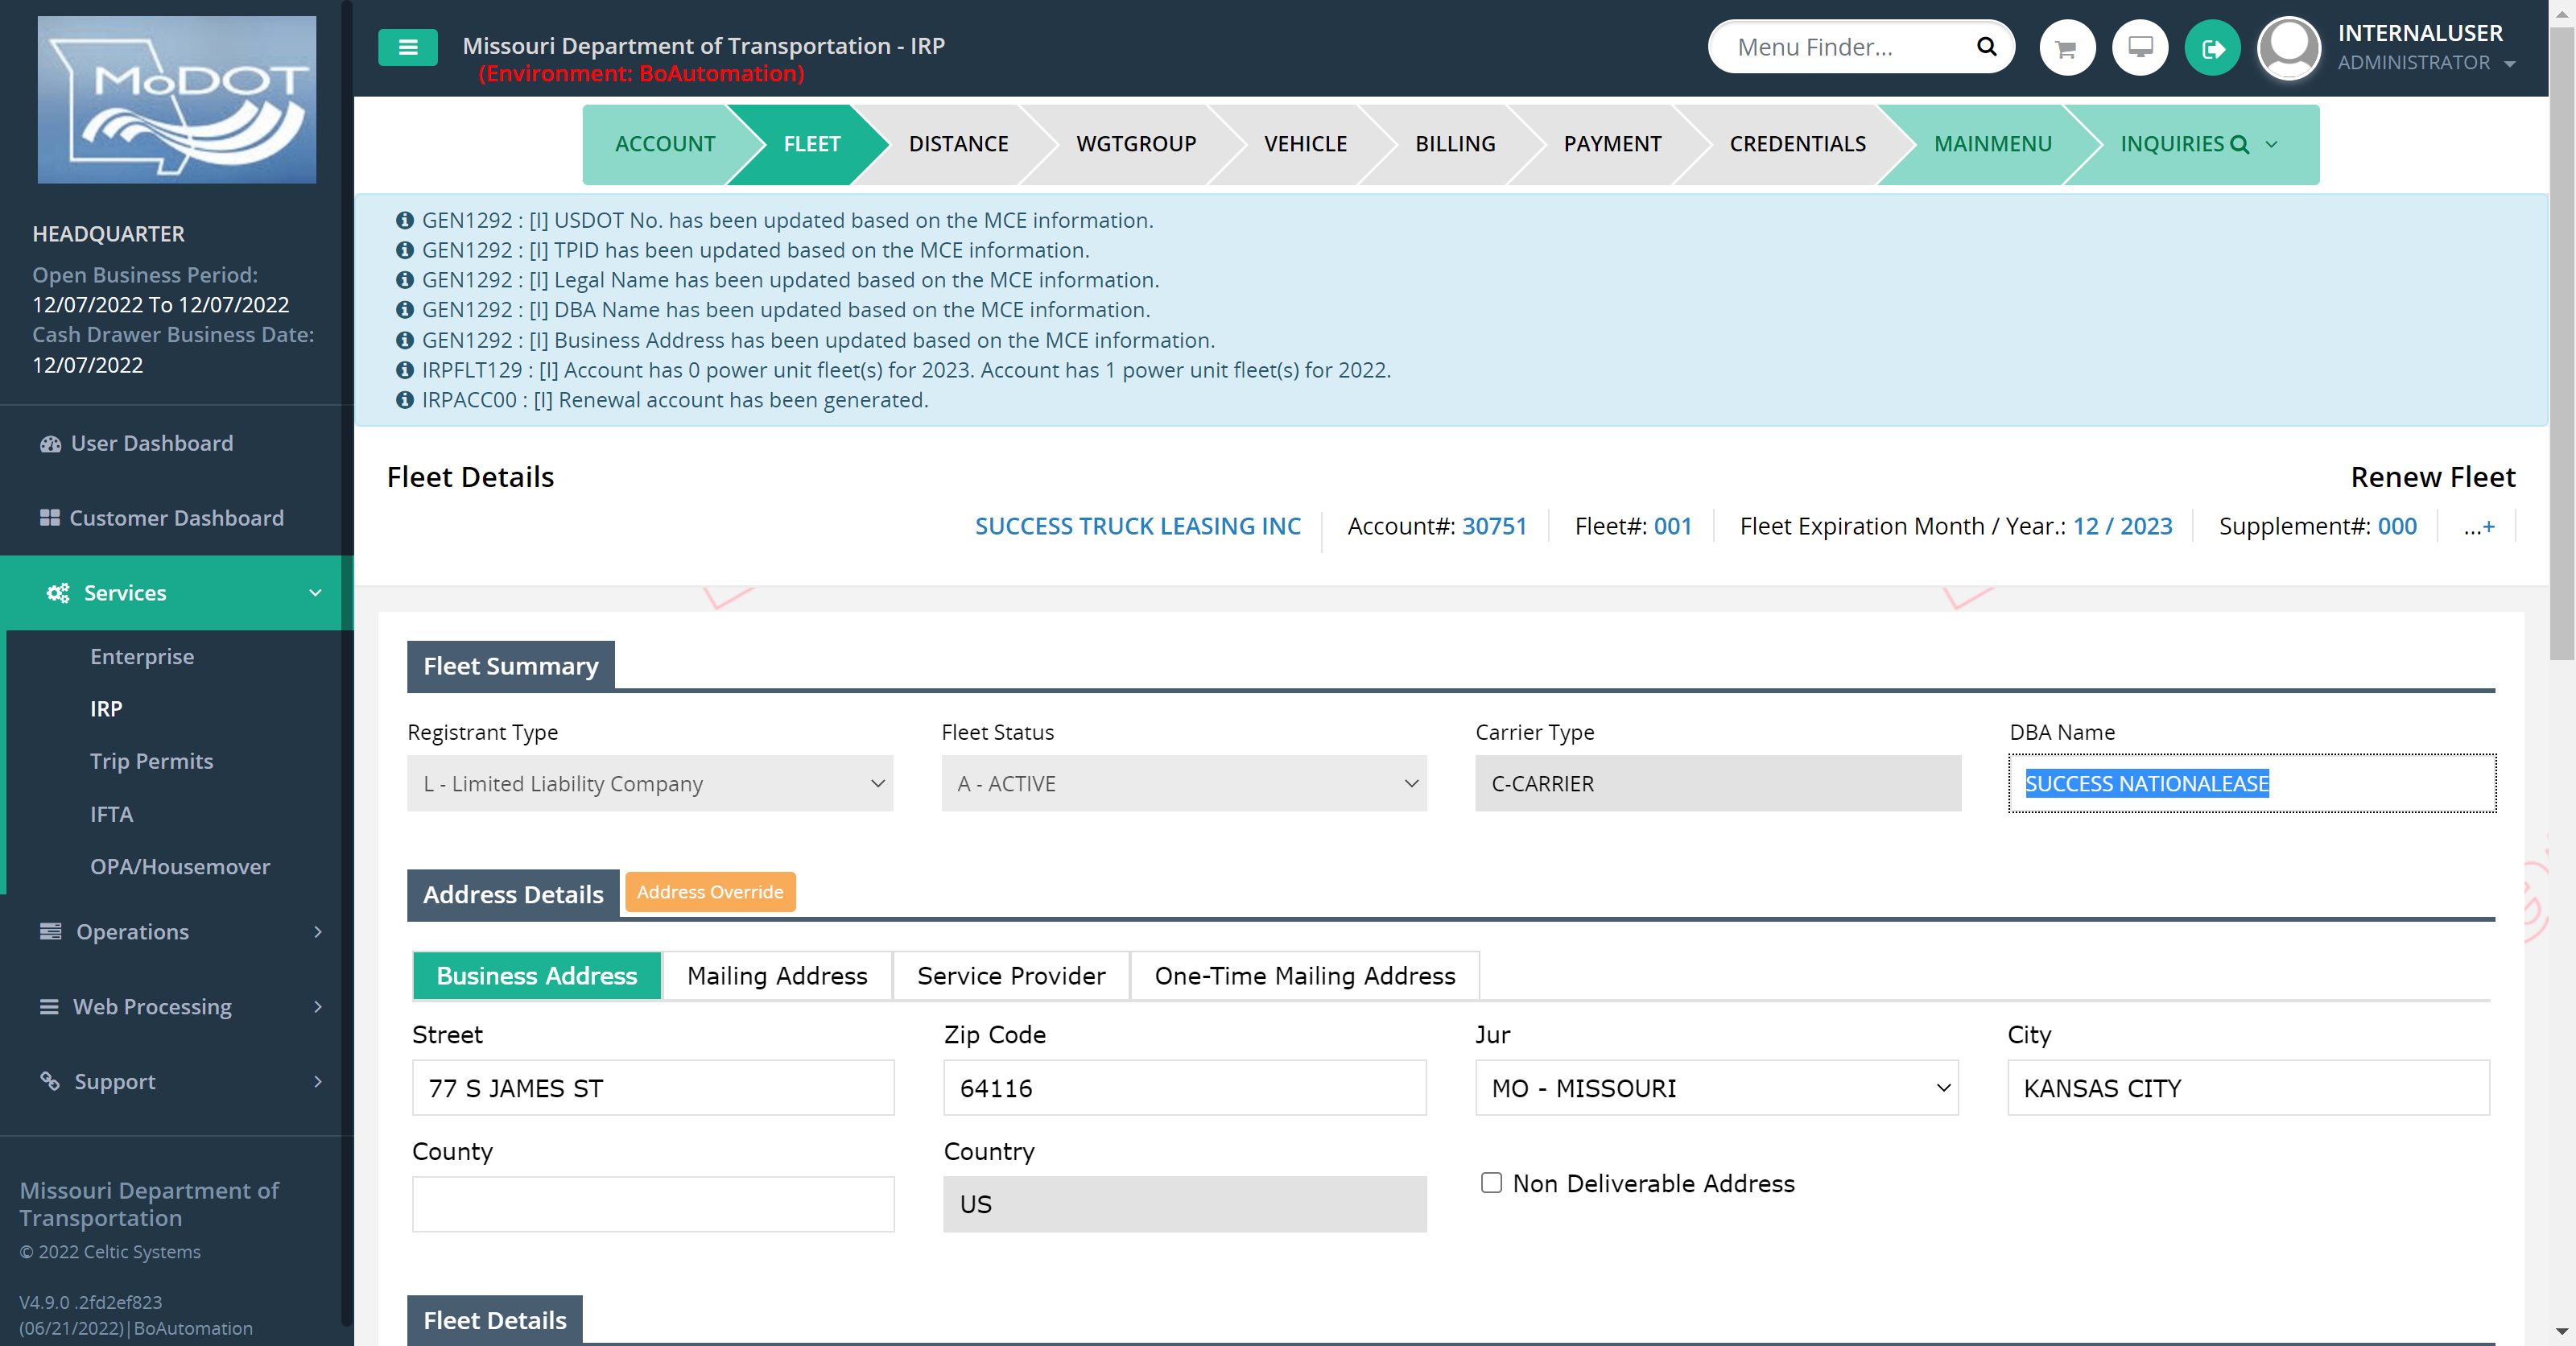 MoDOT
Missouri Department of Transportation - IRP
(Environment: BoAutomation)
Menu Finder...
INTERNALUSER
ADMINISTRATOR
HEADQUARTER
Open Business Period:
12/07/2022 To 12/07/2022
Cash Drawer Business Date:
12/07/2022
User Dashboard
Customer Dashboard
Services
Enterprise
IRP
Trip Permits
IFTA
OPA/Housemover
Operations
Web Processing
Support
Missouri Department of
Transportation
© 2022 Celtic Systems
V4.9.0 .2fd2ef823
(06/21/2022)|BoAutomation
ACCOUNT FLEET DISTANCE WGTGROUP VEHICLE BILLING PAYMENT CREDENTIALS MAINMENU INQUIRIES
GEN1292 : [I] USDOT No. has been updated based on the MCE information.
GEN1292 : [I] TPID has been updated based on the MCE information.
GEN1292 : [I] Legal Name has been updated based on the MCE information.
GEN1292 : [I] DBA Name has been updated based on the MCE information.
GEN1292 : [I] Business Address has been updated based on the MCE information.
IRPFLT129 : [I] Account has 0 power unit fleet(s) for 2023. Account has 1 power unit fleet(s) for 2022.
IRPACC00 : [I] Renewal account has been generated.
Fleet Details Renew Fleet
SUCCESS TRUCK LEASING INC Account#: 30751 Fleet#: 001 Fleet Expiration Month / Year.: 12 / 2023 Supplement#: 000 ...+
Fleet Summary
Registrant Type Fleet Status Carrier Type DBA Name
L - Limited Liability Company A - ACTIVE C-CARRIER SUCCESS NATIONALEASE
Address Details Address Override
Business Address Mailing Address Service Provider One-Time Mailing Address
Street Zip Code Jur City
77 S JAMES ST 64116 MO - MISSOURI KANSAS CITY
County Country
US Non Deliverable Address
Fleet Details